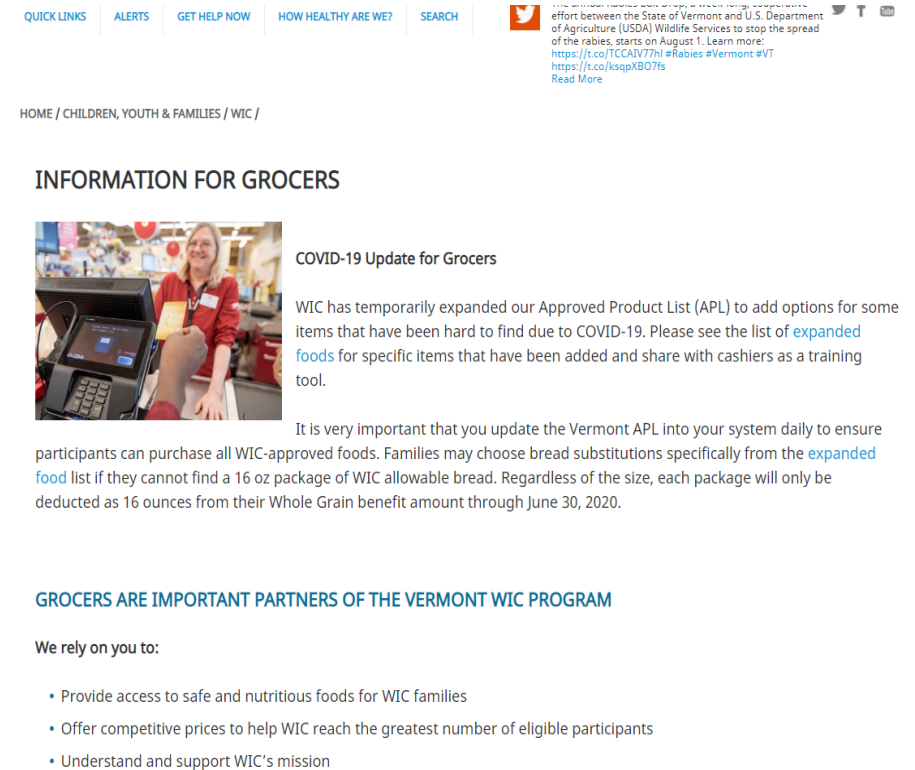 QUICK LINKS
ALERTS
GET HELP NOW
HOW HEALTHY ARE WE?
SEARCH
effort between the State of Vermont and U.S. Department
of Agriculture (USDA) Wildlife Services to stop the spread
of the rabies, starts on August 1. Learn more:
https://t.co/TCCAIV77hl #Rabies #Vermont #VT
https://t.co/ksqpXBO7fs
Read More
HOME / CHILDREN, YOUTH & FAMILIES / WIC /
INFORMATION FOR GROCERS
COVID-19 Update for Grocers
WIC has temporarily expanded our Approved Product List (APL) to add options for some
items that have been hard to find due to COVID-19. Please see the list of expanded
foods for specific items that have been added and share with cashiers as a training
tool.
It is very important that you update the Vermont APL into your system daily to ensure
participants can purchase all WIC-approved foods. Families may choose bread substitutions specifically from the expanded
food list if they cannot find a 16 oz package of WIC allowable bread. Regardless of the size, each package will only be
deducted as 16 ounces from their Whole Grain benefit amount through June 30, 2020.
GROCERS ARE IMPORTANT PARTNERS OF THE VERMONT WIC PROGRAM
We rely on you to:
• Provide access to safe and nutritious foods for WIC families
• Offer competitive prices to help WIC reach the greatest number of eligible participants
• Understand and support WIC's mission